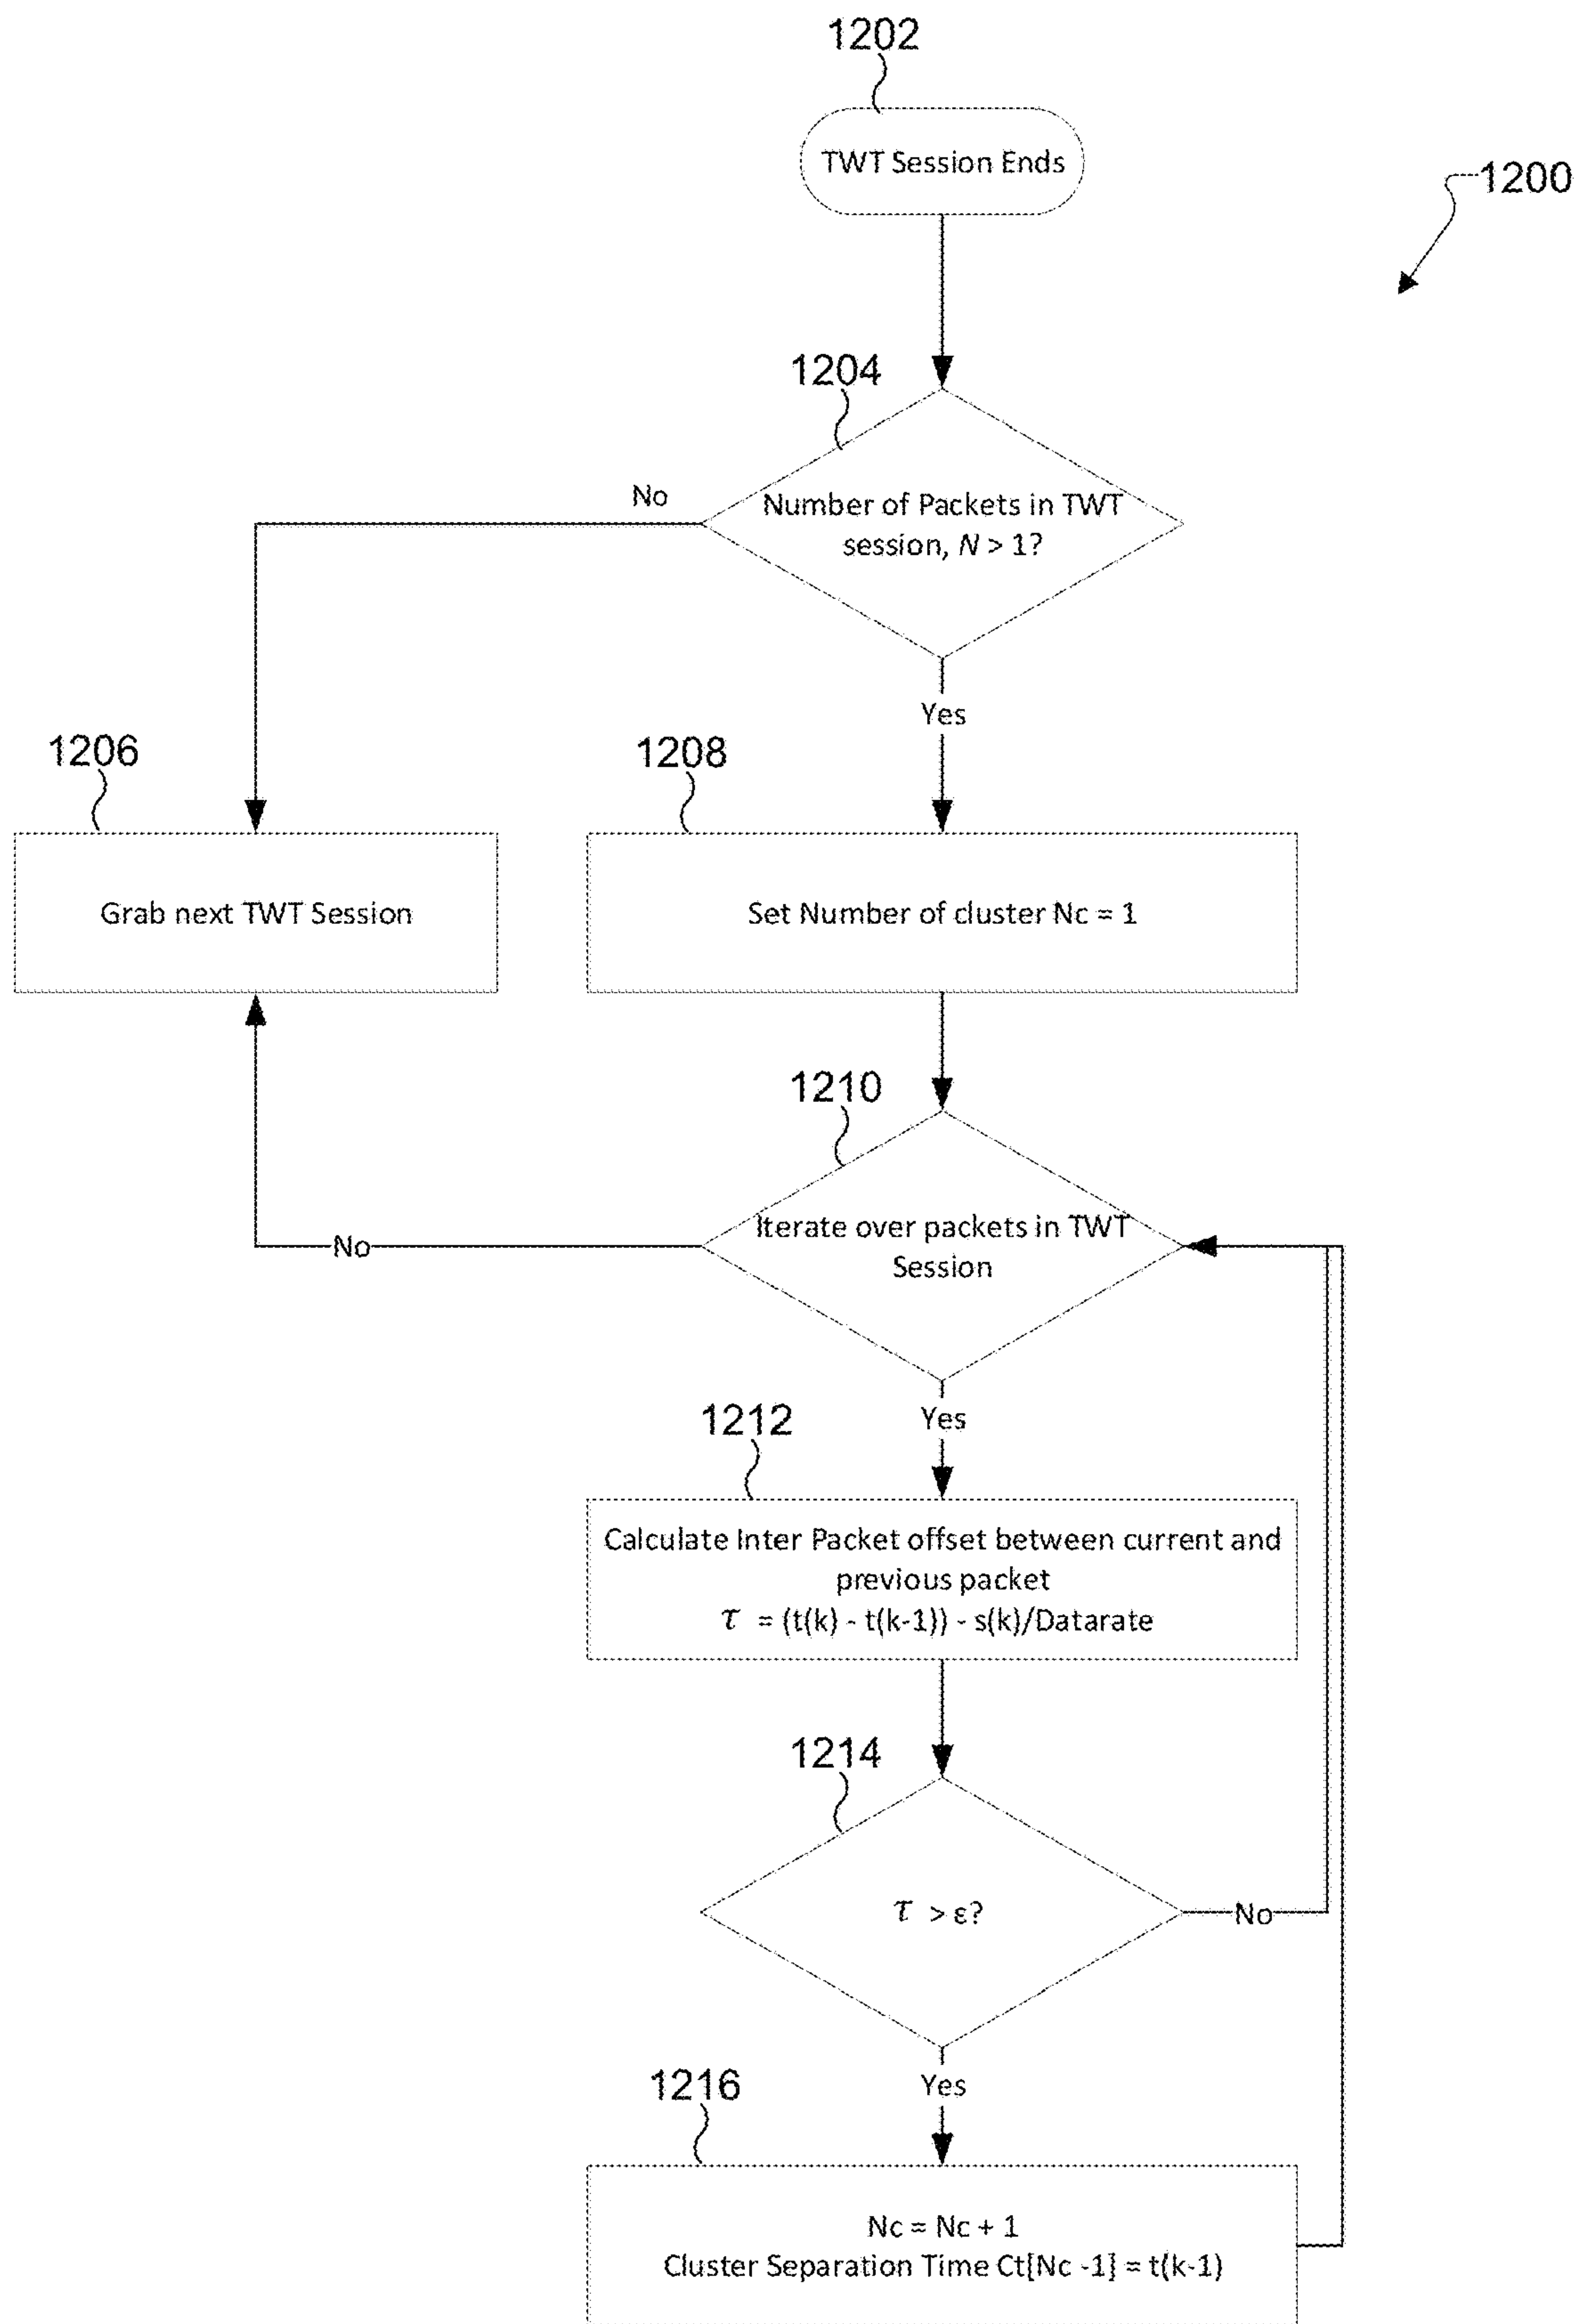 1202
TWT Session Ends
1200
1204
Number of Packets in TWT
session, N > 1?
No
Yes
1206
1208
Grab next TWT Session
Set Number of cluster Nc = 1
1210
Iterate over packets in TWT
Session
No
Yes
1212
Calculate Inter Packet offset between current and
previous packet
τ = (t(k) - t(k-1)) - s(k)/Datarate
1214
τ > ε?
No
Yes
1216
Nc = Nc + 1
Cluster Separation Time Ct[Nc -1] = t(k-1)